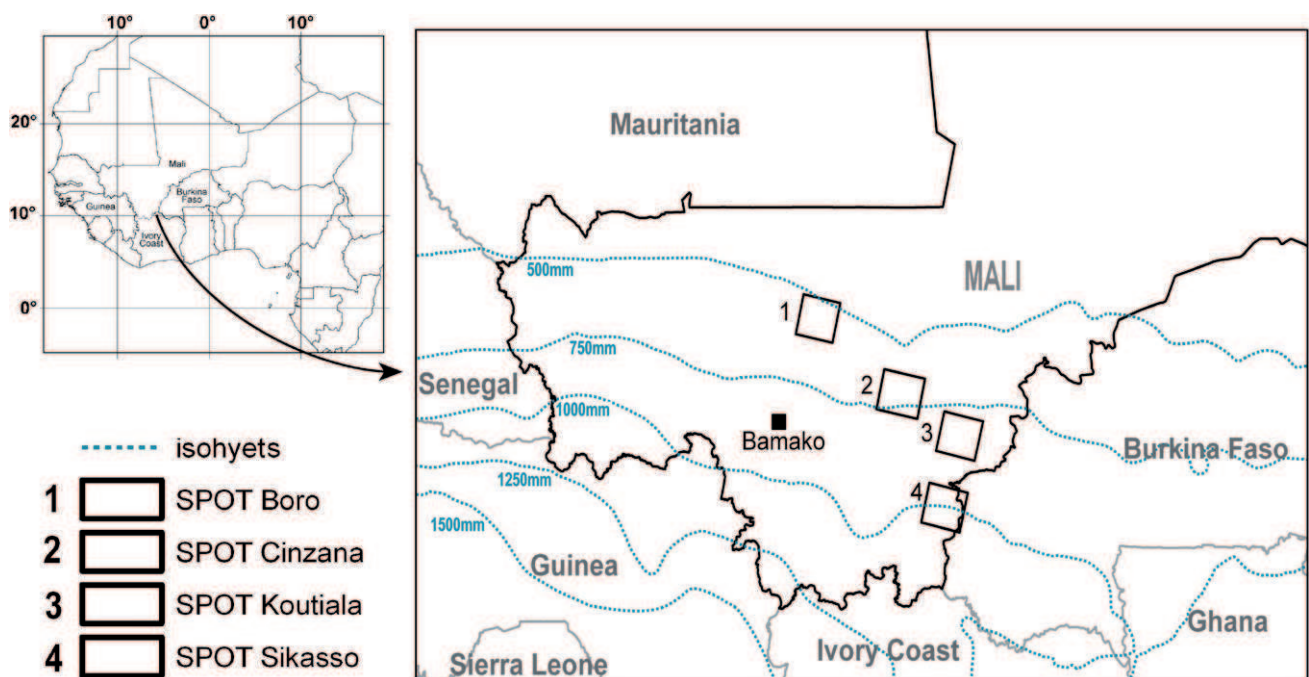 10°
0°
10°
20°
10°
0°
Mali
Burkina
Faso
Guinea
Ivory
Coast
isohyets
1 SPOT Boro
2 SPOT Cinzana
3 SPOT Koutiala
4 SPOT Sikasso
Mauritania
500mm
MALI
1
750mm
Senegal
2
1000mm
3
Bamako
Burkina Faso
1250mm
4
1500mm
Guinea
Ghana
Ivory Coast
Sierra Leone